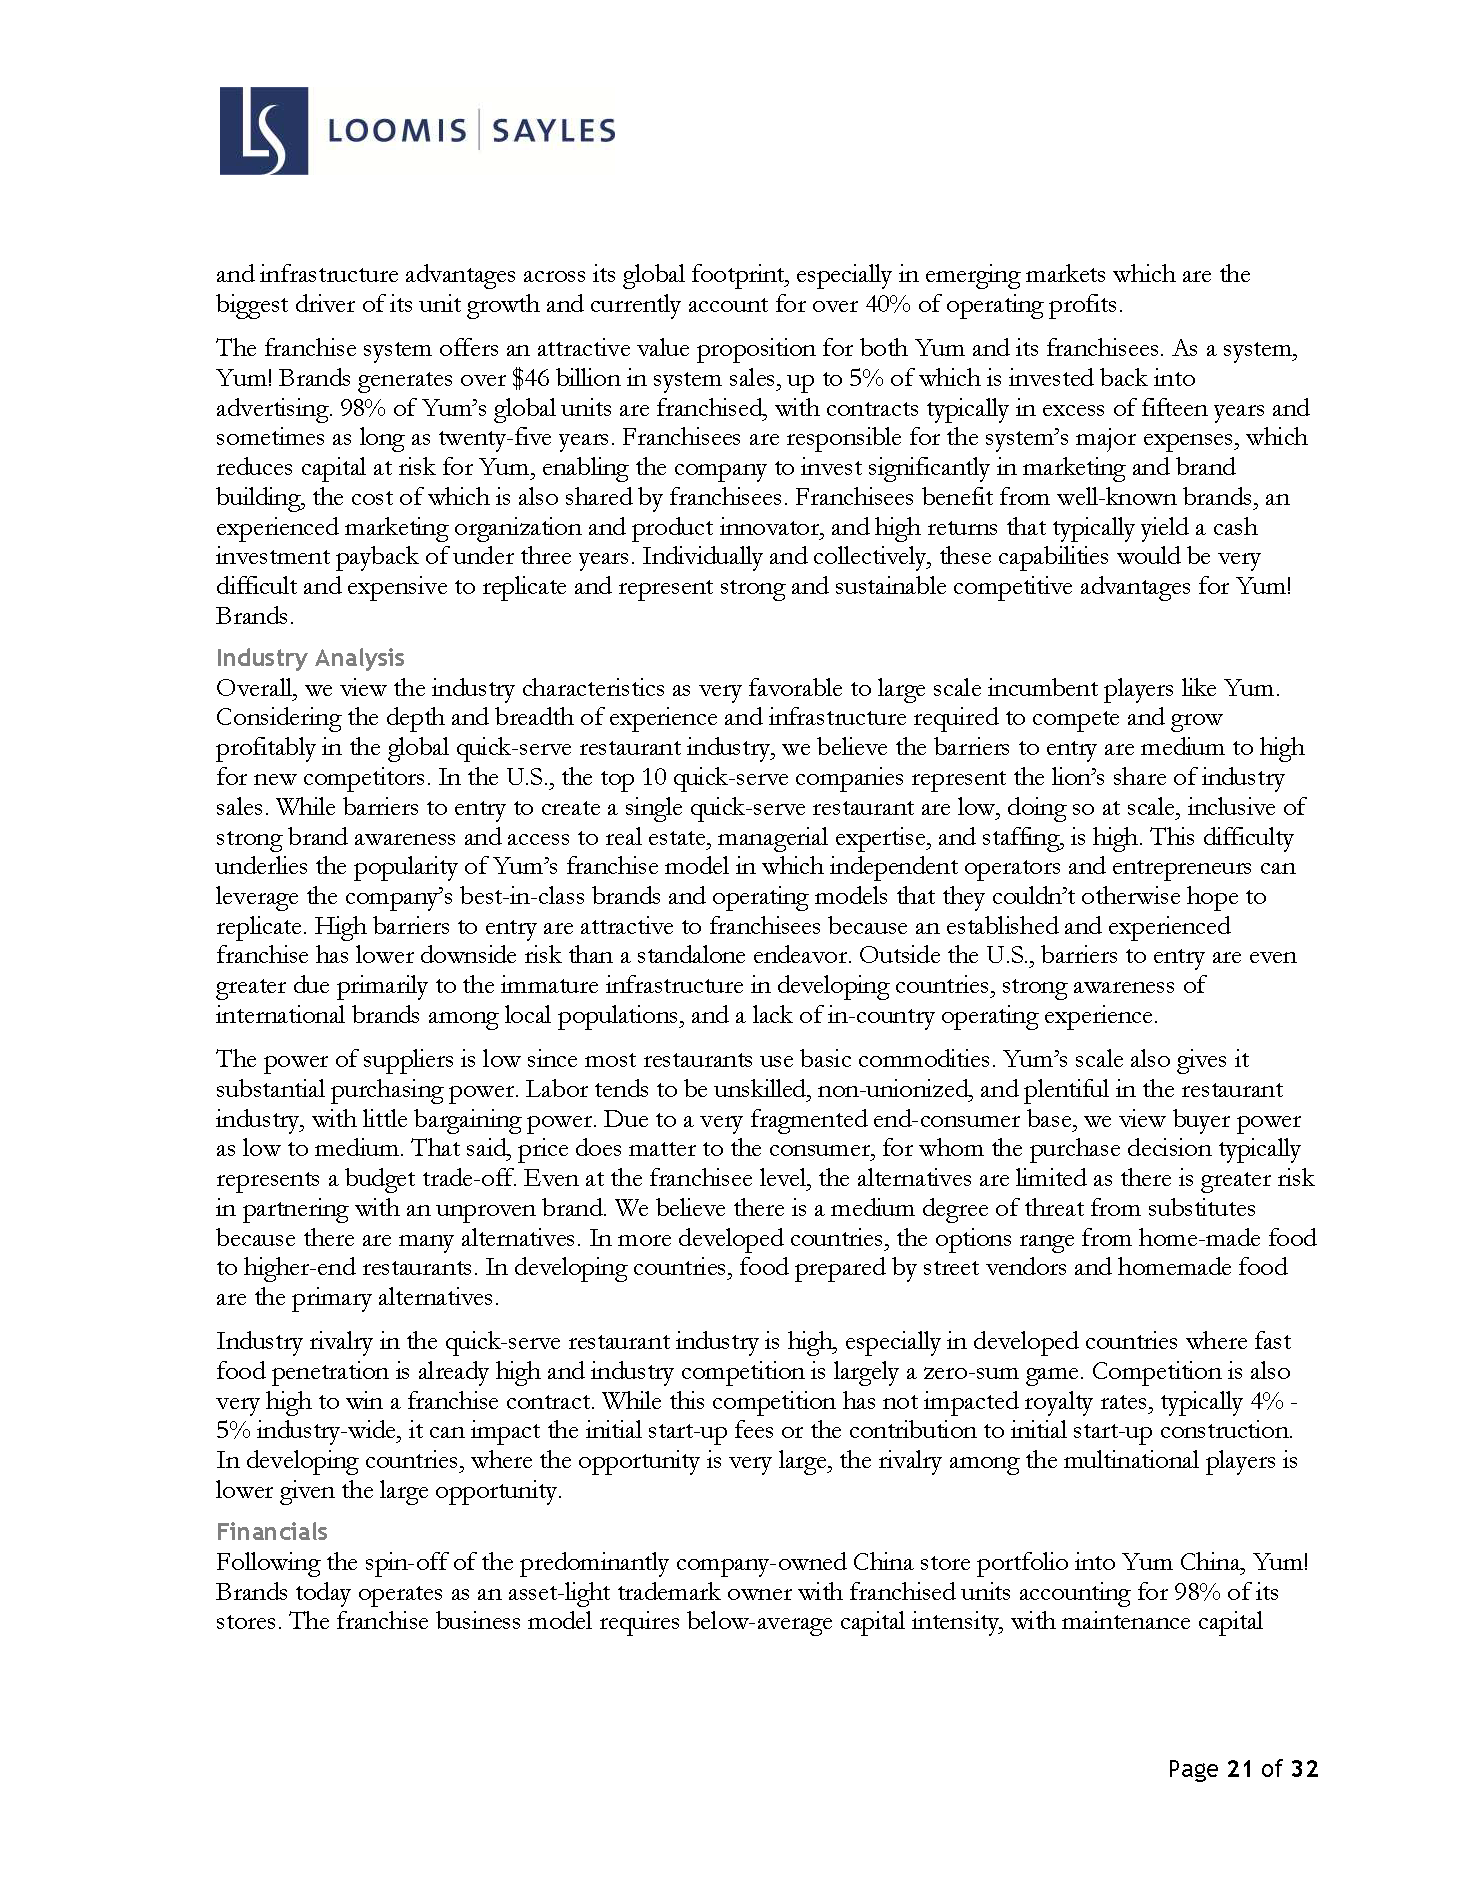 LS LOOMIS | SAYLES
and infrastructure advantages across its global footprint, especially in emerging markets which are the
biggest driver of its unit growth and currently account for over 40% of operating profits.
The franchise system offers an attractive value proposition for both Yum and its franchisees. As a system,
Yum! Brands generates over $46 billion in system sales, up to 5% of which is invested back into
advertising. 98% of Yum's global units are franchised, with contracts typically in excess of fifteen years and
sometimes as long as twenty-five years. Franchisees are responsible for the system's major expenses, which
reduces capital at risk for Yum, enabling the company to invest significantly in marketing and brand
building, the cost of which is also shared by franchisees. Franchisees benefit from well-known brands, an
experienced marketing organization and product innovator, and high returns that typically yield a cash
investment payback of under three years. Individually and collectively, these capabilities would be very
difficult and expensive to replicate and represent strong and sustainable competitive advantages for Yum!
Brands.
Industry Analysis
Overall, we view the industry characteristics as very favorable to large scale incumbent players like Yum.
Considering the depth and breadth of experience and infrastructure required to compete and grow
profitably in the global quick-serve restaurant industry, we believe the barriers to entry are medium to high
for new competitors. In the U.S., the top 10 quick-serve companies represent the lion's share of industry
sales. While barriers to entry to create a single quick-serve restaurant are low, doing so at scale, inclusive of
strong brand awareness and access to real estate, managerial expertise, and staffing, is high. This difficulty
underlies the popularity of Yum's franchise model in which independent operators and entrepreneurs can
leverage the company's best-in-class brands and operating models that they couldn't otherwise hope to
replicate. High barriers to entry are attractive to franchisees because an established and experienced
franchise has lower downside risk than a standalone endeavor. Outside the U.S., barriers to entry are even
greater due primarily to the immature infrastructure in developing countries, strong awareness of
international brands among local populations, and a lack of in-country operating experience.
The power of suppliers is low since most restaurants use basic commodities. Yum's scale also gives it
substantial purchasing power. Labor tends to be unskilled, non-unionized, and plentiful in the restaurant
industry, with little bargaining power. Due to a very fragmented end-consumer base, we view buyer power
as low to medium. That said, price does matter to the consumer, for whom the purchase decision typically
represents a budget trade-off. Even at the franchisee level, the alternatives are limited as there is greater risk
in partnering with an unproven brand. We believe there is a medium degree of threat from substitutes
because there are many alternatives. In more developed countries, the options range from home-made food
to higher-end restaurants. In developing countries, food prepared by street vendors and homemade food
are the primary alternatives.
Industry rivalry in the quick-serve restaurant industry is high, especially in developed countries where fast
food penetration is already high and industry competition is largely a zero-sum game. Competition is also
very high to win a franchise contract. While this competition has not impacted royalty rates, typically 4% -
5% industry-wide, it can impact the initial start-up fees or the contribution to initial start-up construction.
In developing countries, where the opportunity is very large, the rivalry among the multinational players is
lower given the large opportunity.
Financials
Following the spin-off of the predominantly company-owned China store portfolio into Yum China, Yum!
Brands today operates as an asset-light trademark owner with franchised units accounting for 98% of its
stores. The franchise business model requires below-average capital intensity, with maintenance capital
Page 21 of 32